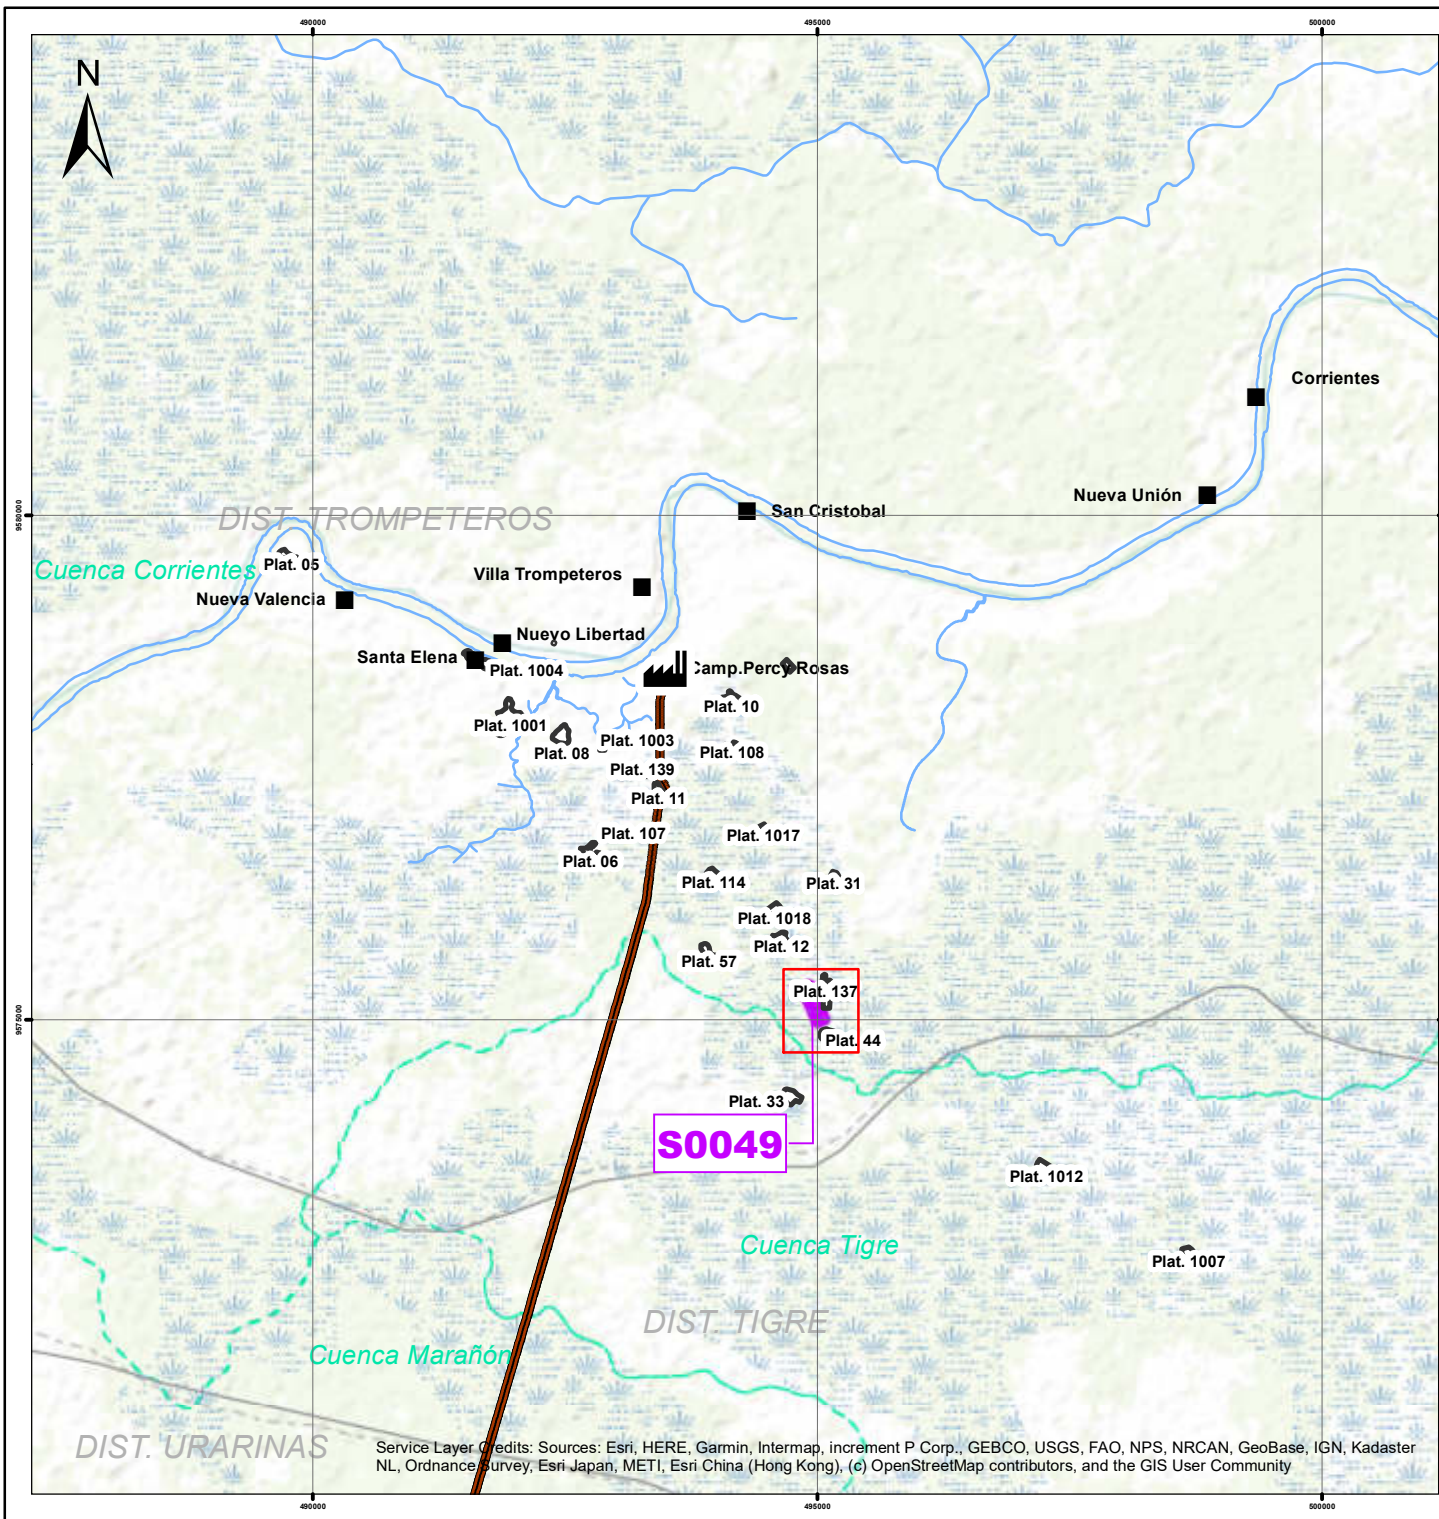 490000
495000
500000
N
Corrientes
Nueva Unión
San Cristobal
9580000
DIST. TROMPETEROS
Plat. 05
Cuenca Corrientes
Villa Trompeteros
Nueva Valencia
Nuevo Libertad
Santa Elena
Plat. 1004
Camp.Percy Rosas
Plat. 10
Plat. 1001
Plat. 08
Plat. 1003
Plat. 108
Plat. 139
Plat. 11
Plat. 107
Plat. 1017
Plat. 06
Plat. 114
Plat. 31
Plat. 1018
Plat. 12
Plat. 57
Plat. 137
9575000
Plat. 44
Plat. 33
S0049
Plat. 1012
Cuenca Tigre
Plat. 1007
DIST. TIGRE
Cuenca Marañón
DIST. URARINAS
Service Layer Credits: Sources: Esri, HERE, Garmin, Intermap, increment P Corp., GEBCO, USGS, FAO, NPS, NRCAN, GeoBase, IGN, Kadaster
NL, Ordnance Survey, Esri Japan, METI, Esri China (Hong Kong), (c) OpenStreetMap contributors, and the GIS User Community
490000
495000
500000